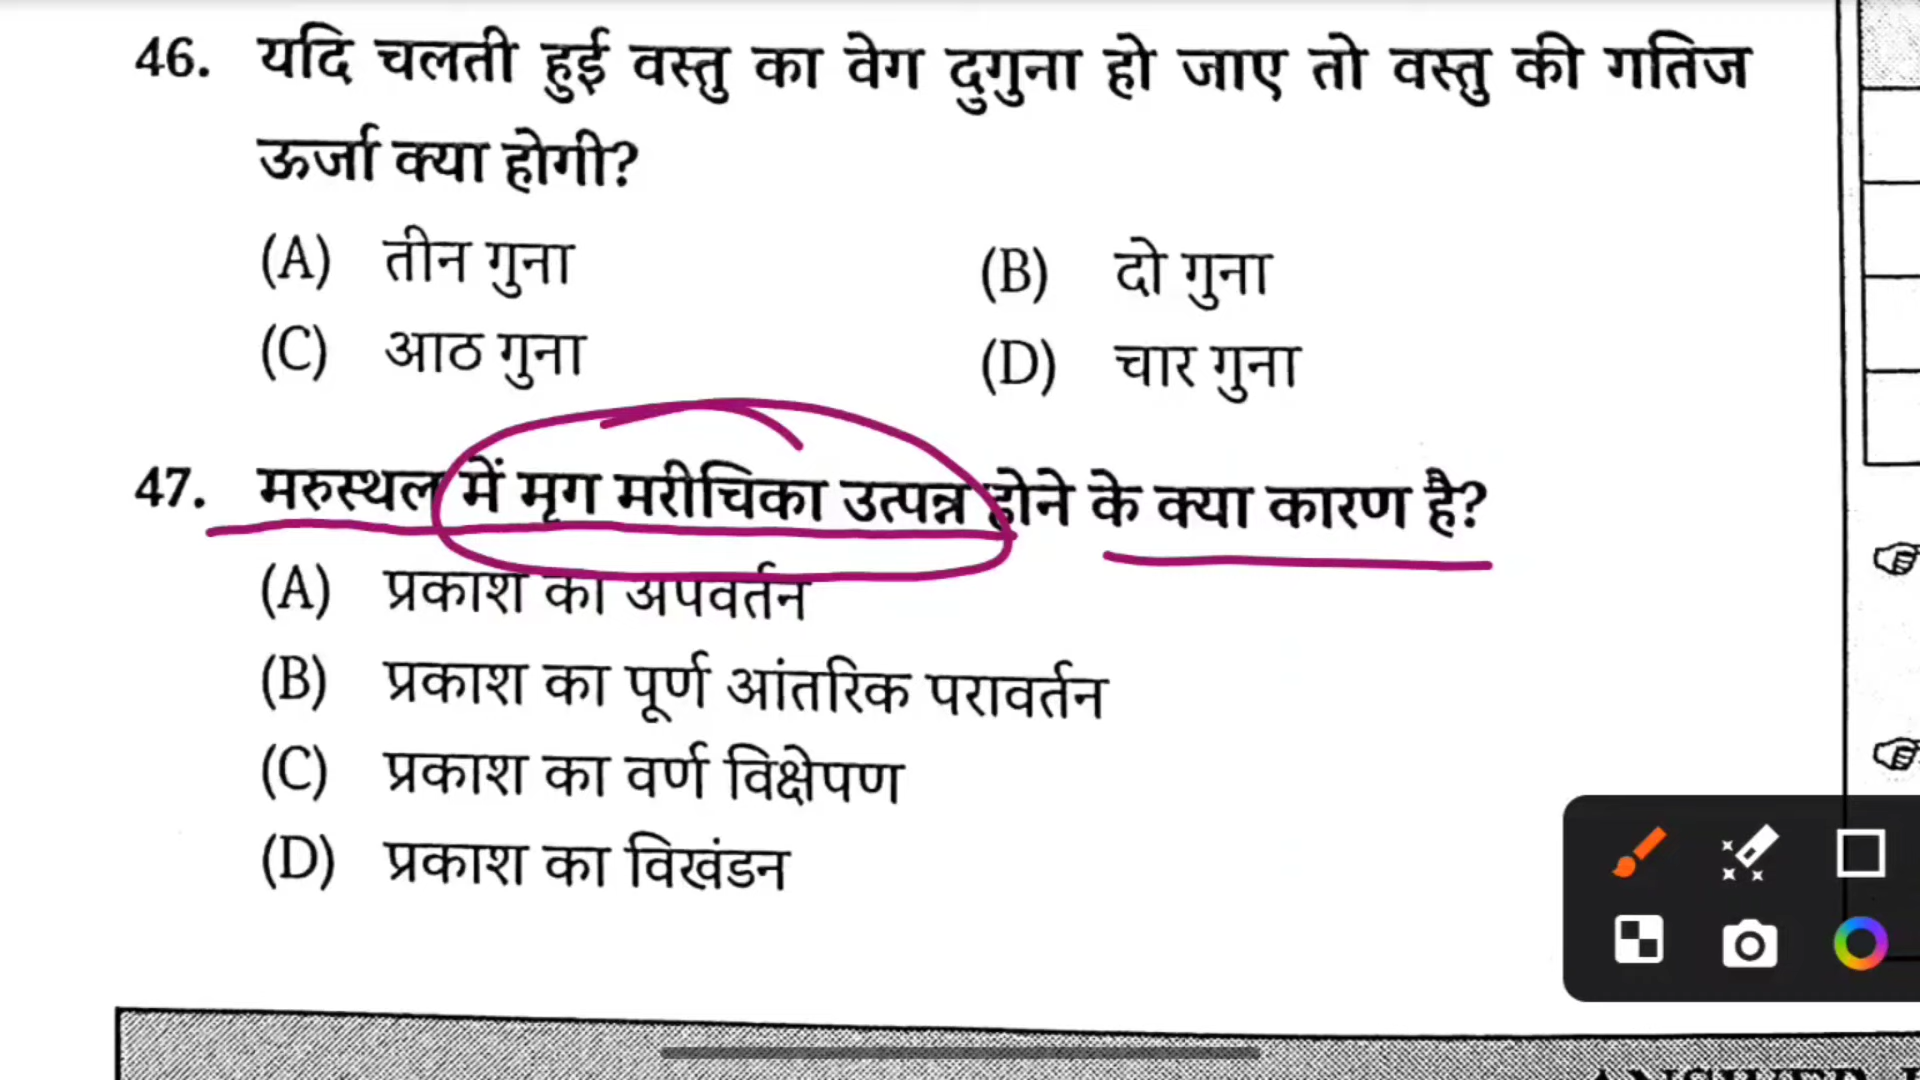 46. यदि चलती हुई वस्तु का वेग दुगुना हो जाए तो वस्तु की गतिज
ऊर्जा क्या होगी?
(A) तीन गुना (B) दो गुना
(C) आठ गुना (D) चार गुना
47. मरुस्थल में मृग मरीचिका उत्पन्न होने के क्या कारण है?
(A) प्रकाश का अपवर्तन
(B) प्रकाश का पूर्ण आंतरिक परावर्तन
(C) प्रकाश का वर्ण विक्षेपण
(D) प्रकाश का विखंडन